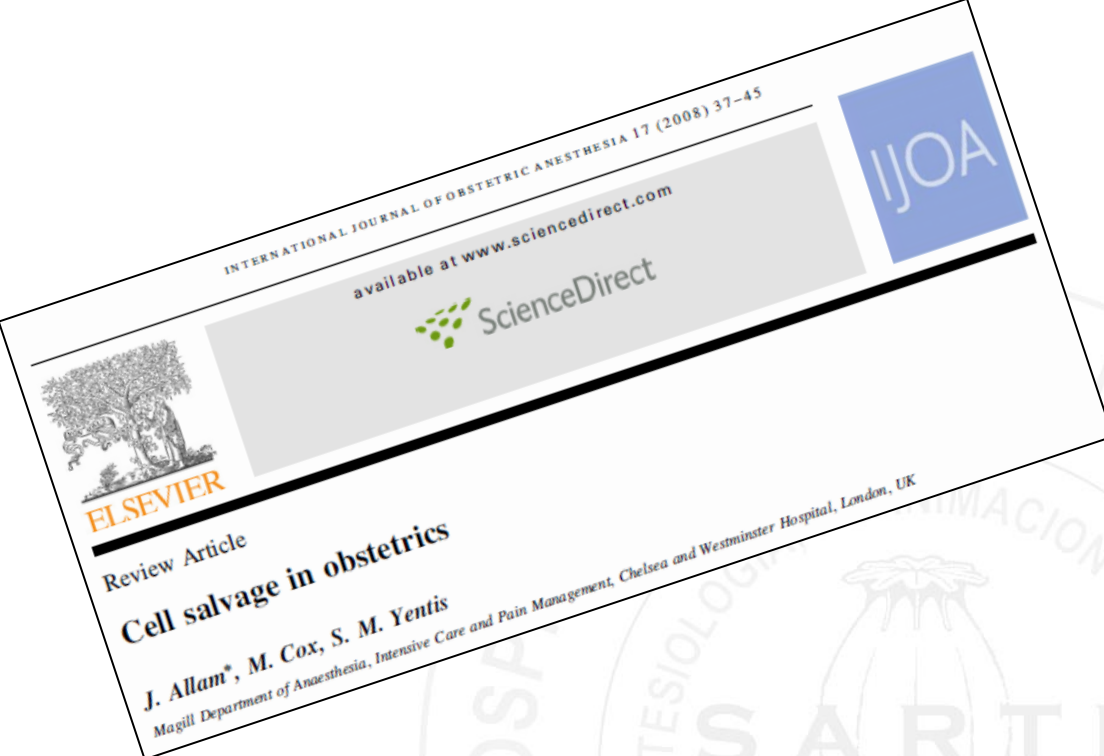 INTERNATIONAL JOURNAL OF OBSTETRIC ANESTHESIA 17 (2008) 37–45
available at www.sciencedirect.com
ScienceDirect
IJOA
ELSEVIER
Review Article
Cell salvage in obstetrics
J. Allam*, M. Cox, S. M. Yentis
Magill Department of Anaesthesia, Intensive Care and Pain Management, Chelsea and Westminster Hospital, London, UK
SART